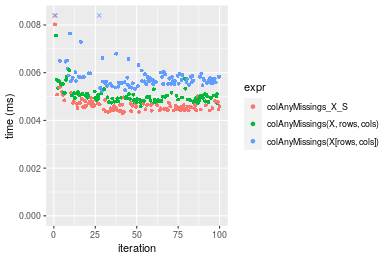 0.008
0.006
0.004
0.002
0.000
time (ms)
0
25
50
75
100
iteration
expr
colAnyMissings_X_S
colAnyMissings(X, rows, cols)
colAnyMissings(X[rows, cols])